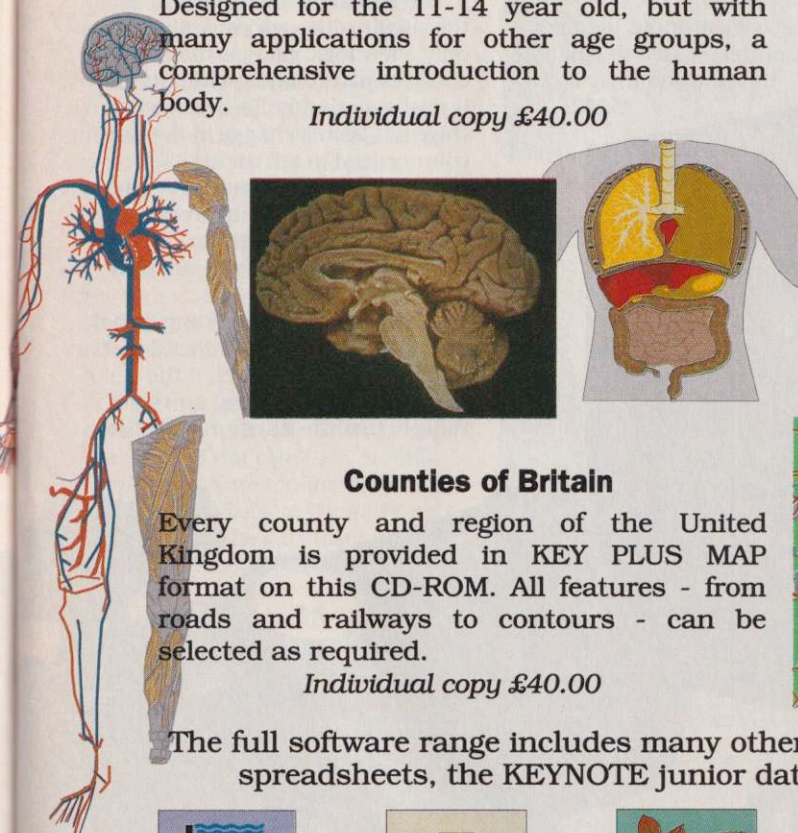 Designed for the 11-14 year old, but with
many applications for other age groups, a
comprehensive introduction to the human
body.
Individual copy £40.00
Counties of Britain
Every county and region of the United
Kingdom is provided in KEY PLUS MAP
format on this CD-ROM. All features - from
roads and railways to contours - can be
selected as required.
Individual copy £40.00
The full software range includes many other
spreadsheets, the KEYNOTE junior dat